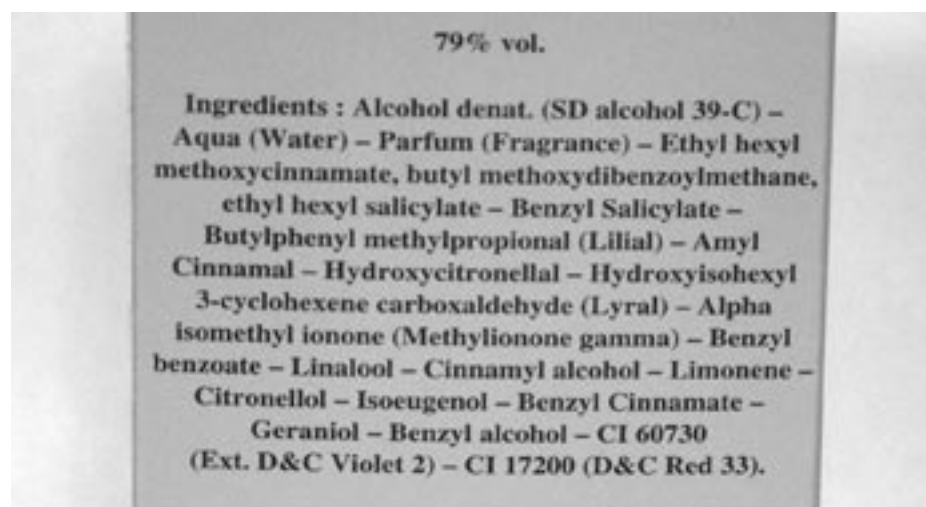 79% vol.
Ingredients : Alcohol denat. (SD alcohol 39-C) –
Aqua (Water) – Parfum (Fragrance) – Ethyl hexyl
methoxycinnamate, butyl methoxydibenzoylmethane,
ethyl hexyl salicylate – Benzyl Salicylate –
Butylphenyl methylpropional (Lilial) – Amyl
Cinnamal – Hydroxycitronellal – Hydroxyisohexyl
3-cyclohexene carboxaldehyde (Lyral) – Alpha
isomethyl ionone (Methylionone gamma) – Benzyl
benzoate – Linalool – Cinnamyl alcohol – Limonene –
Citronellol – Isoeugenol – Benzyl Cinnamate –
Geraniol – Benzyl alcohol – CI 60730
(Ext. D&C Violet 2) – CI 17200 (D&C Red 33).